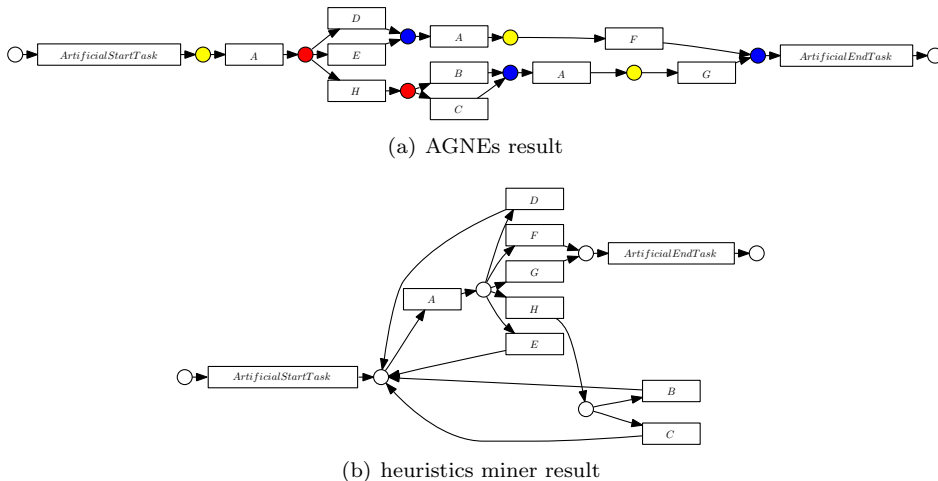 D
A
F
ArtificialStartTask
A
E
ArtificialEndTask
B
A
G
H
C
(a) AGNEs result
D
F
ArtificialEndTask
G
A
H
E
ArtificialStartTask
B
C
(b) heuristics miner result